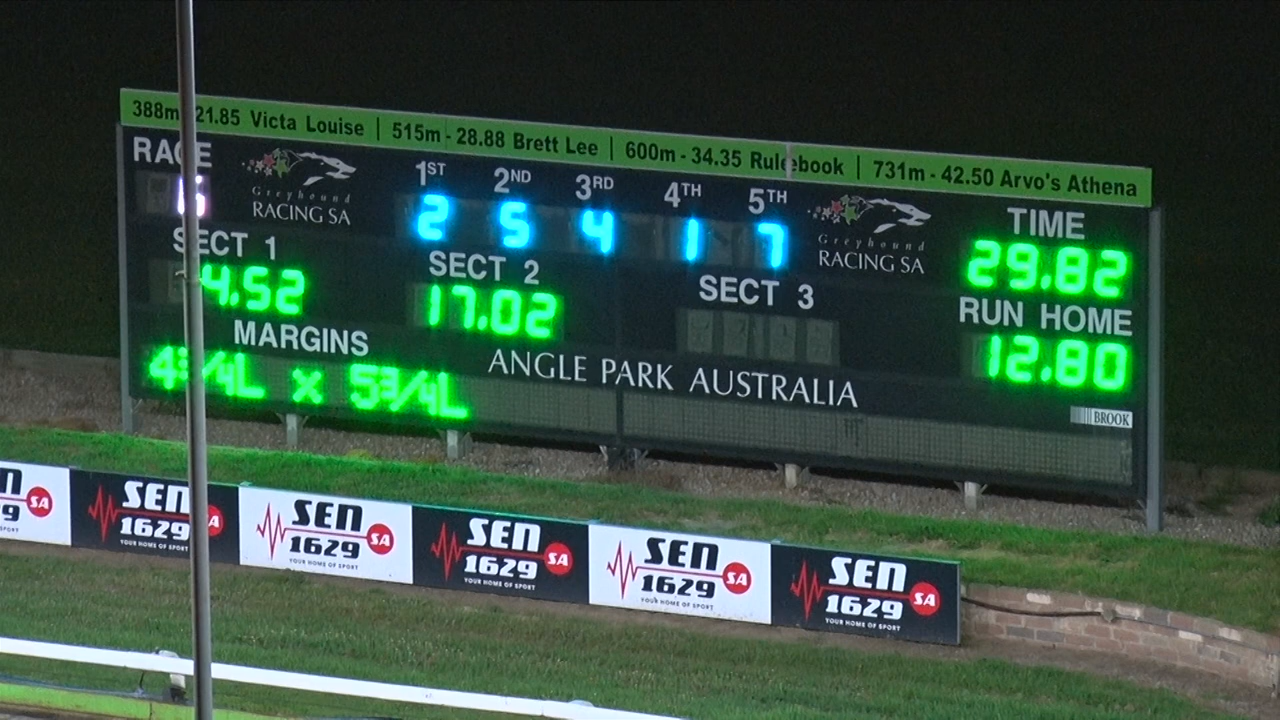 388m 21.85 Victa Louise | 515m - 28.88 Brett Lee | 600m - 34.35 Rulebook | 731m - 42.50 Arvo's Athena
RACE
Greyhound
RACING SA
1ST 2ND 3RD 4TH 5TH
2 5 4 1 7
Greyhound
RACING SA
TIME
29.82
SECT 1
4.52
SECT 2
17.02
SECT 3
RUN HOME
12.80
MARGINS
4¾L x 5¾L
ANGLE PARK AUSTRALIA
BROOK
9
SA
SPORT
SEN
1629
SA
YOUR HOME OF SPORT
SEN
1629
SA
YOUR HOME OF SPORT
SEN
1629
SA
YOUR HOME OF SPORT
SEN
1629
SA
YOUR HOME OF SPORT
SEN
1629
SA
YOUR HOME OF SPORT